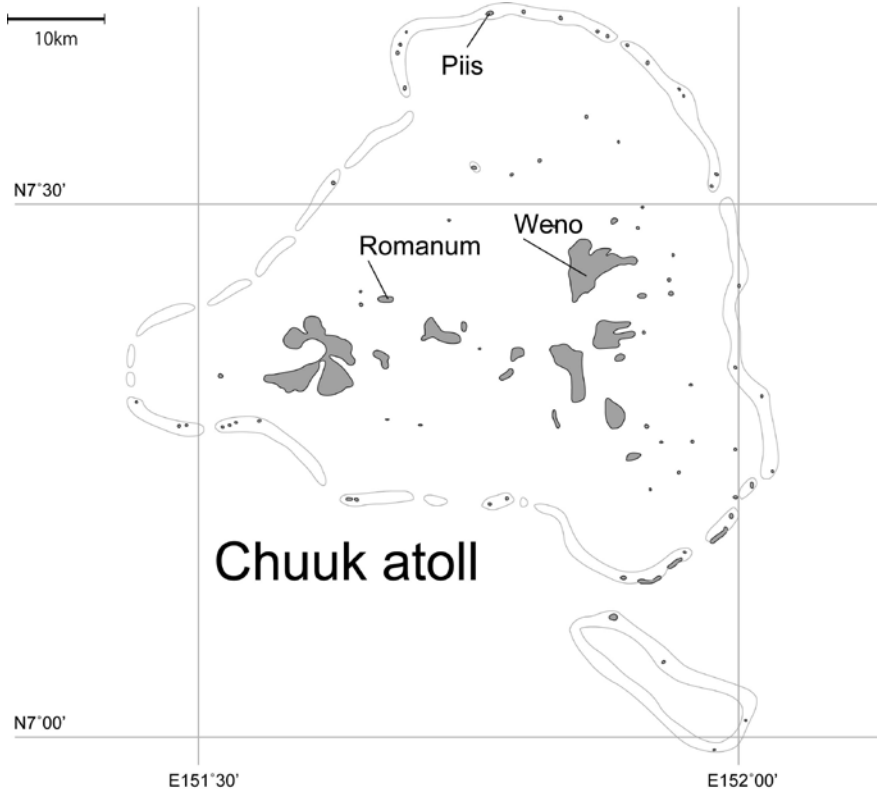 10km
Piis
N7˚30’
Weno
Romanum
Chuuk atoll
N7˚00’
E151˚30’
E152˚00’